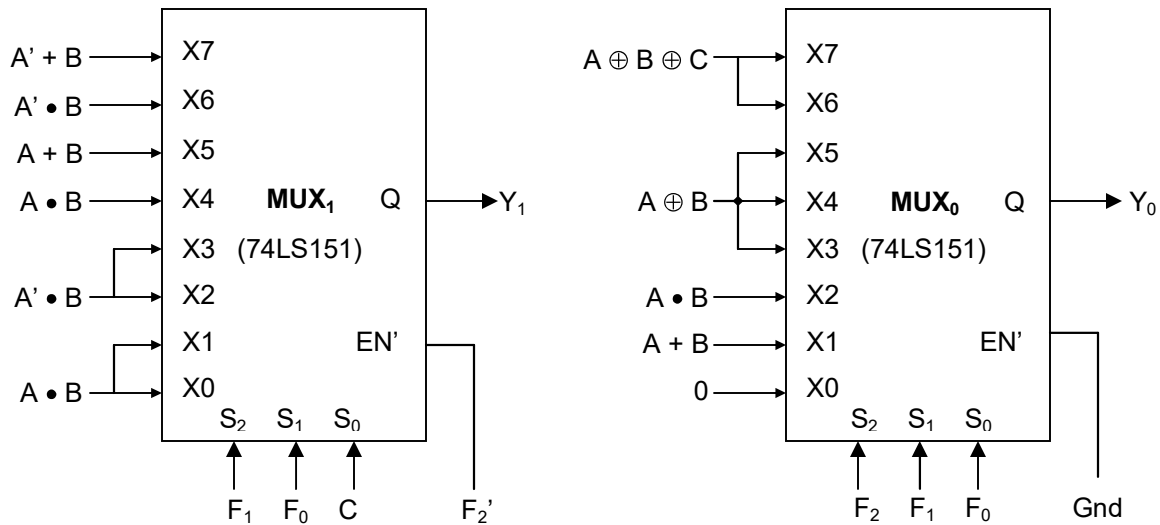 A' + B X7
A' • B X6
A + B X5
A • B X4 MUX₁ Q Y₁
X3 (74LS151)
A' • B X2
X1 EN'
A • B X0
S₂ S₁ S₀
F₁ F₀ C F₂'
A ⊕ B ⊕ C X7
X6
X5
A ⊕ B X4 MUX₀ Q Y₀
X3 (74LS151)
A • B X2
A + B X1 EN'
0 X0
S₂ S₁ S₀
F₂ F₁ F₀ Gnd